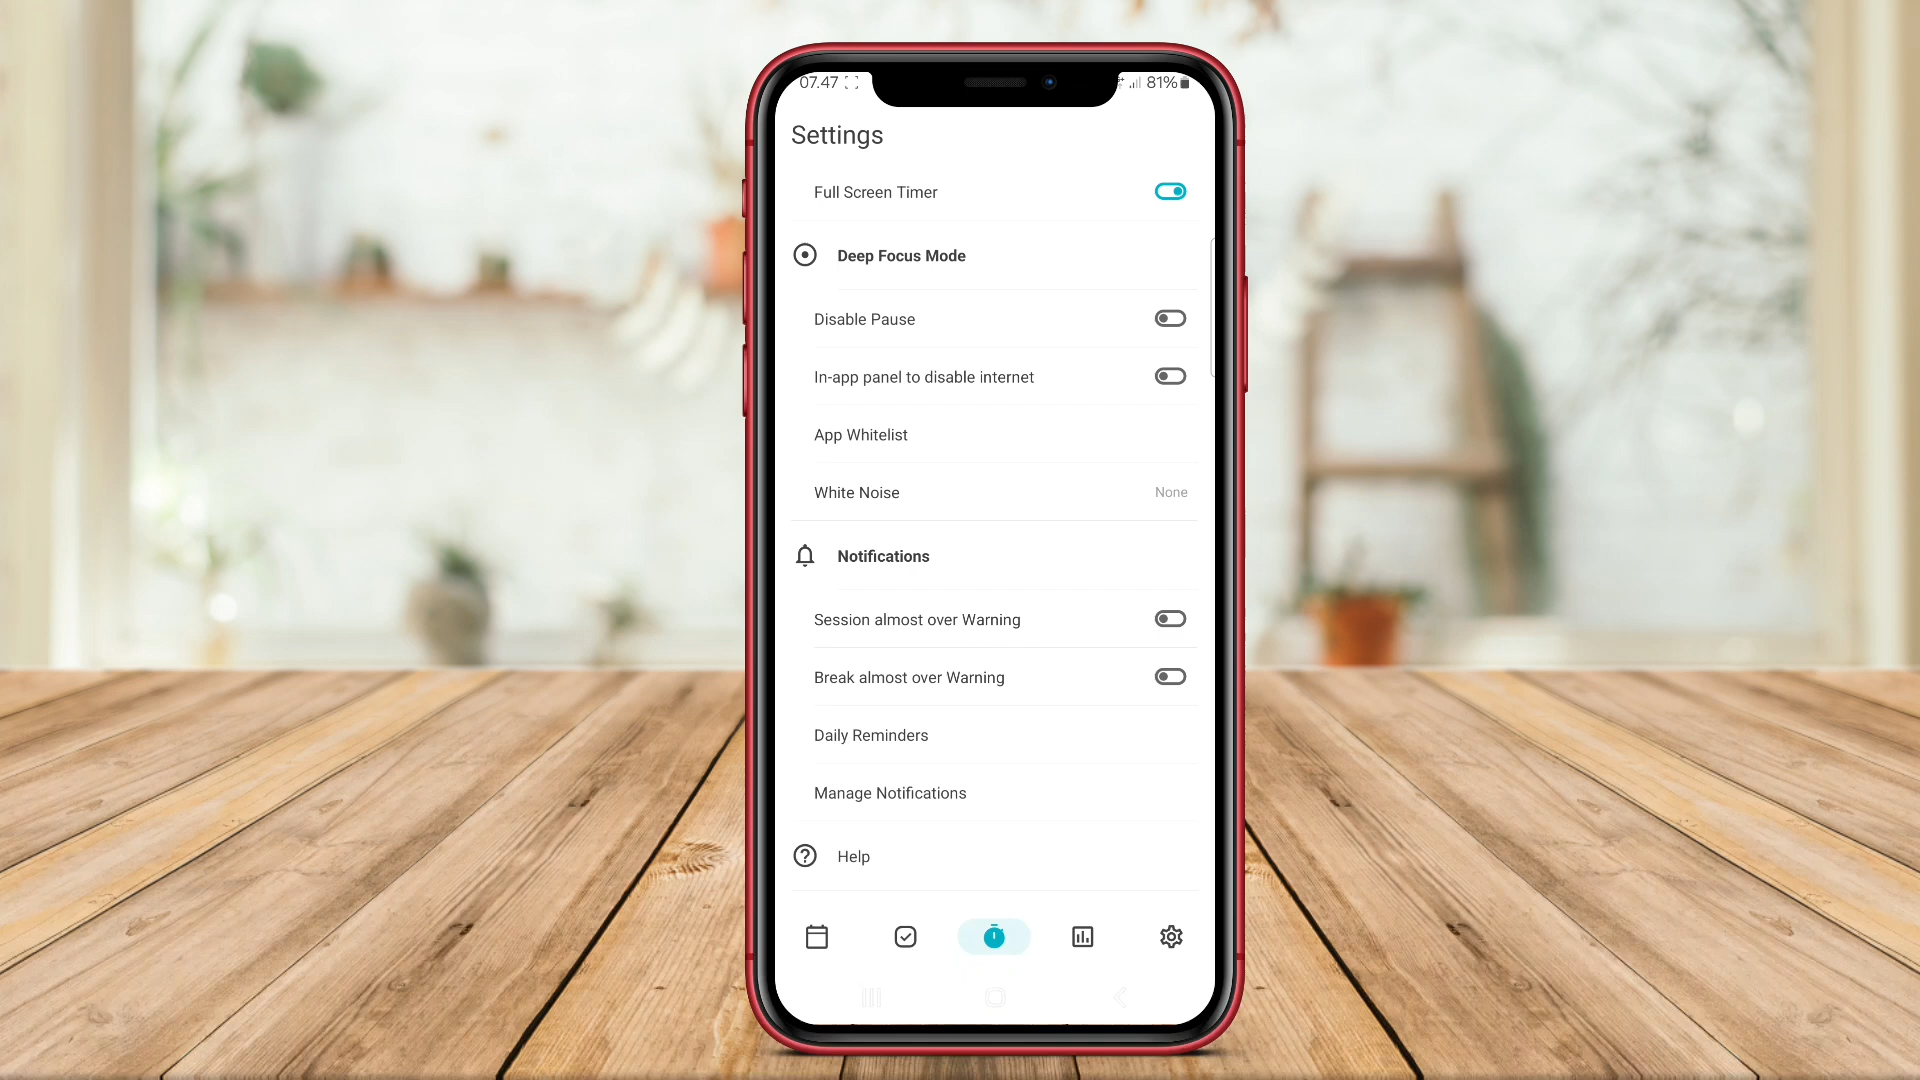 07.47 81%
Settings
Full Screen Timer
Deep Focus Mode
Disable Pause
In-app panel to disable internet
App Whitelist
White Noise None
Notifications
Session almost over Warning
Break almost over Warning
Daily Reminders
Manage Notifications
Help